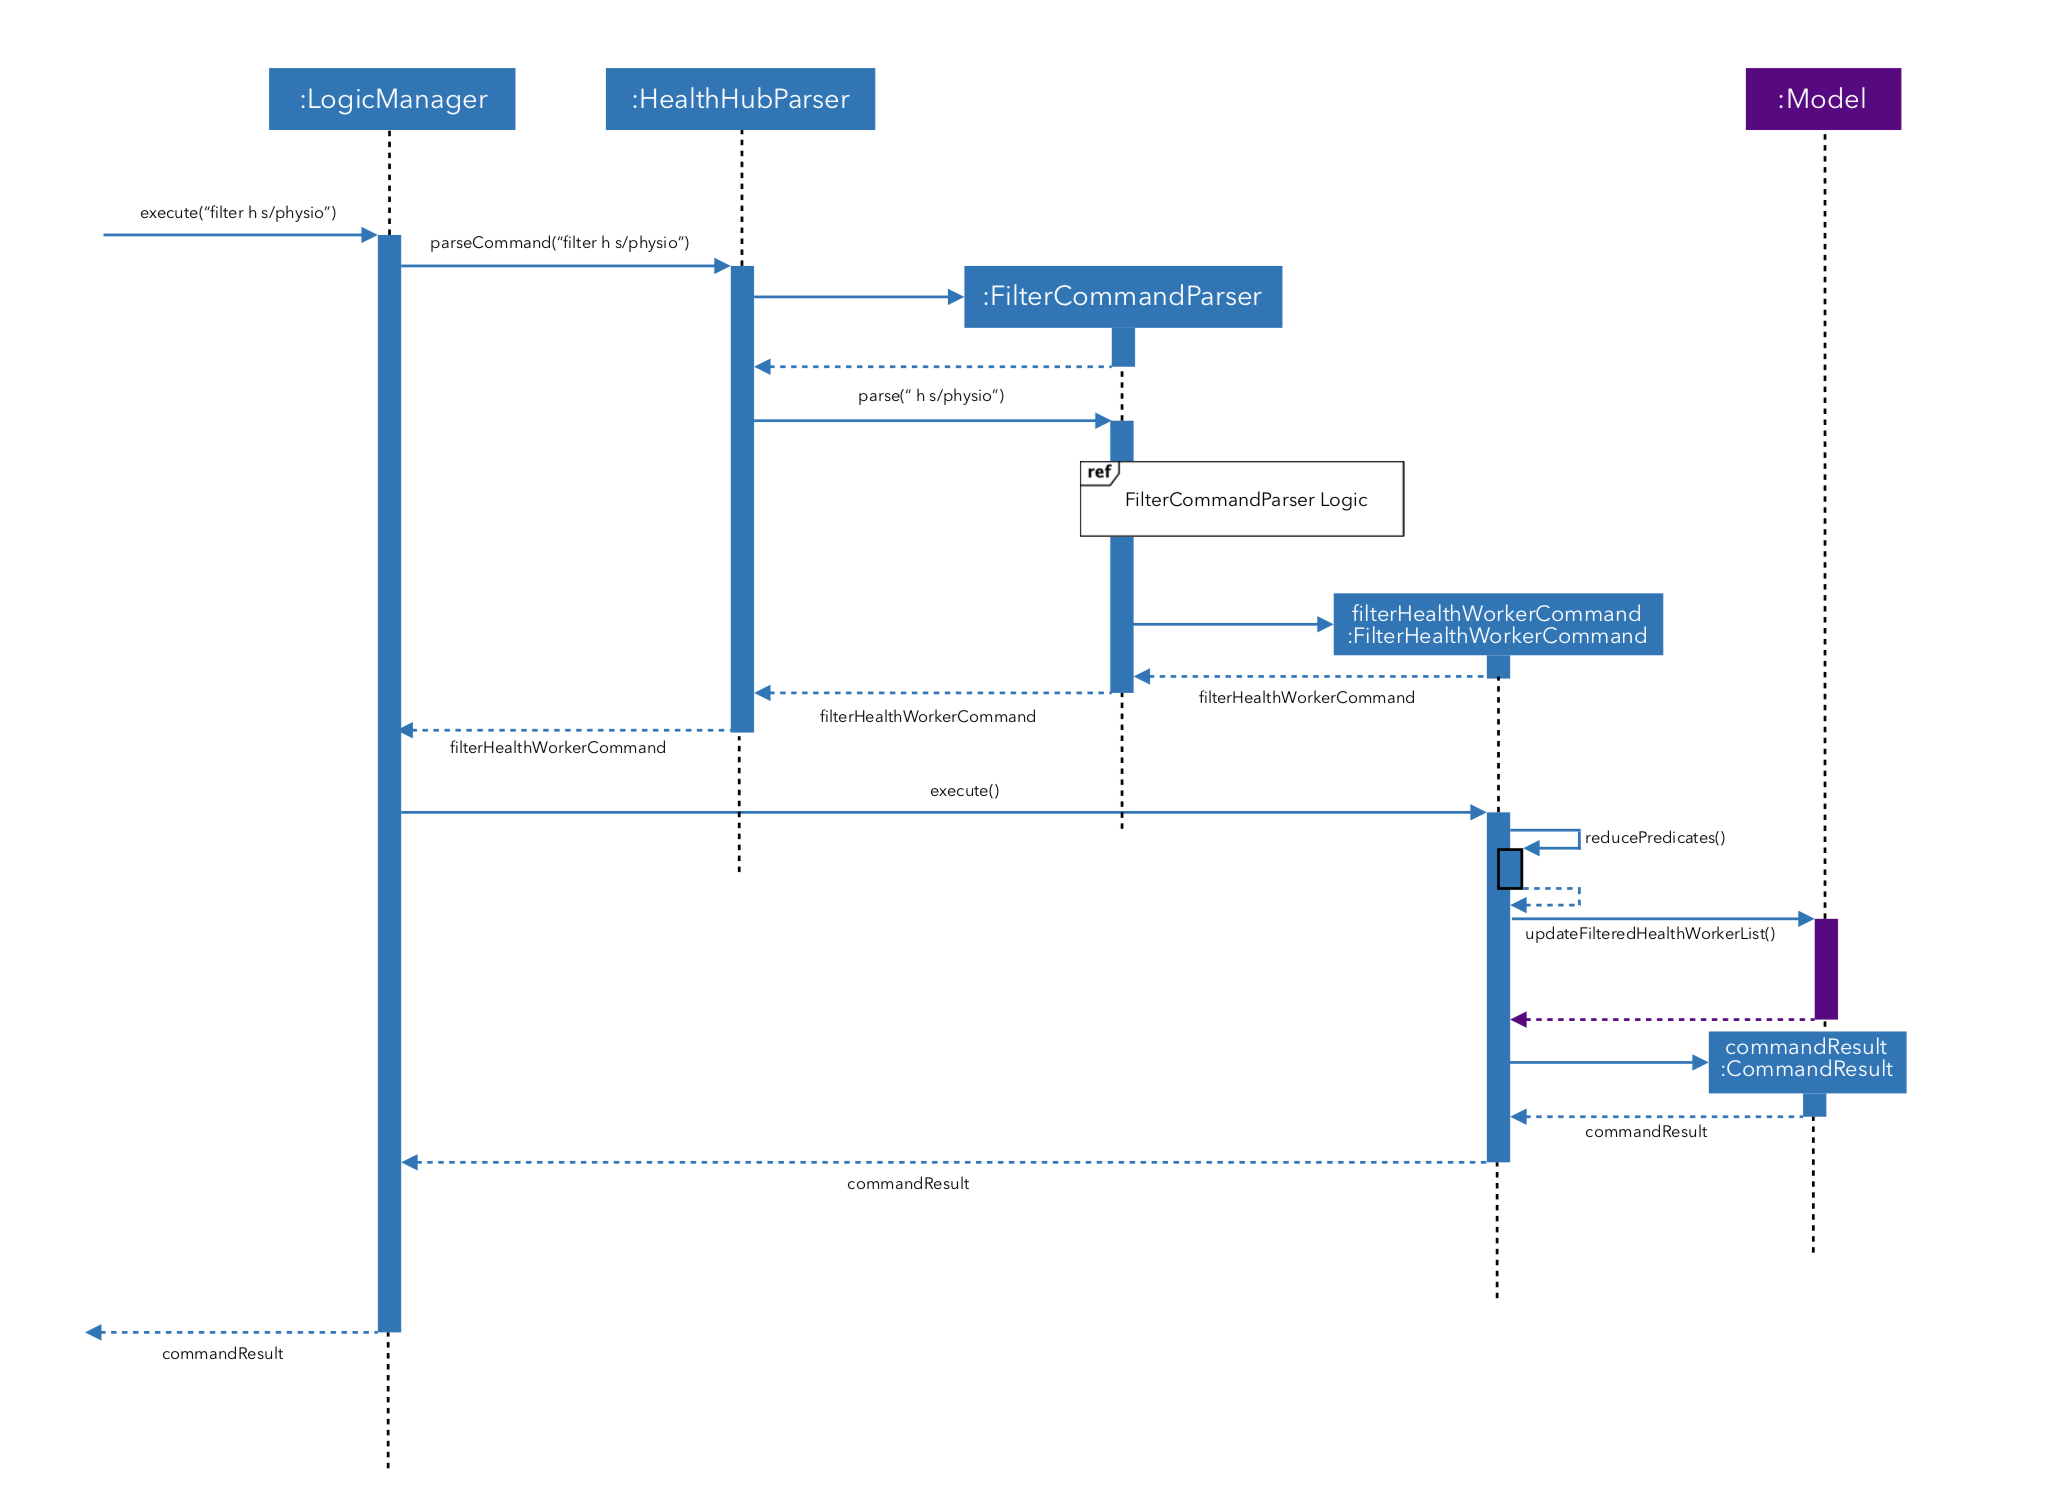 :LogicManager
:HealthHubParser
:Model
execute(“filter h s/physio”)
parseCommand(“filter h s/physio”)
:FilterCommandParser
parse(“ h s/physio”)
ref
FilterCommandParser Logic
filterHealthWorkerCommand
:FilterHealthWorkerCommand
filterHealthWorkerCommand
filterHealthWorkerCommand
filterHealthWorkerCommand
execute()
reducePredicates()
updateFilteredHealthWorkerList()
commandResult
:CommandResult
commandResult
commandResult
commandResult